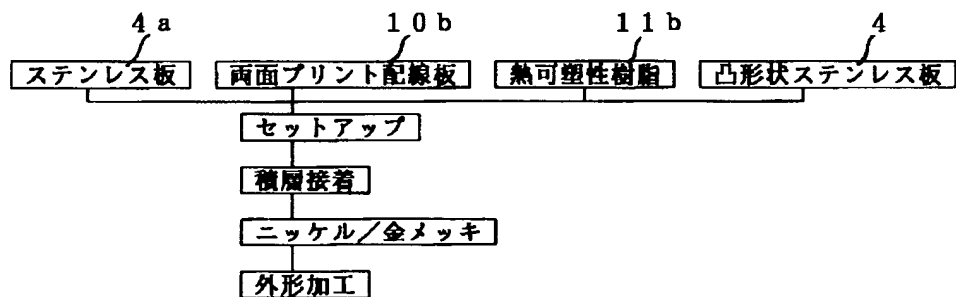 ４ａ １０ｂ １１ｂ ４
ステンレス板 両面プリント配線板 熱可塑性樹脂 凸形状ステンレス板
セットアップ
積層接着
ニッケル／金メッキ
外形加工